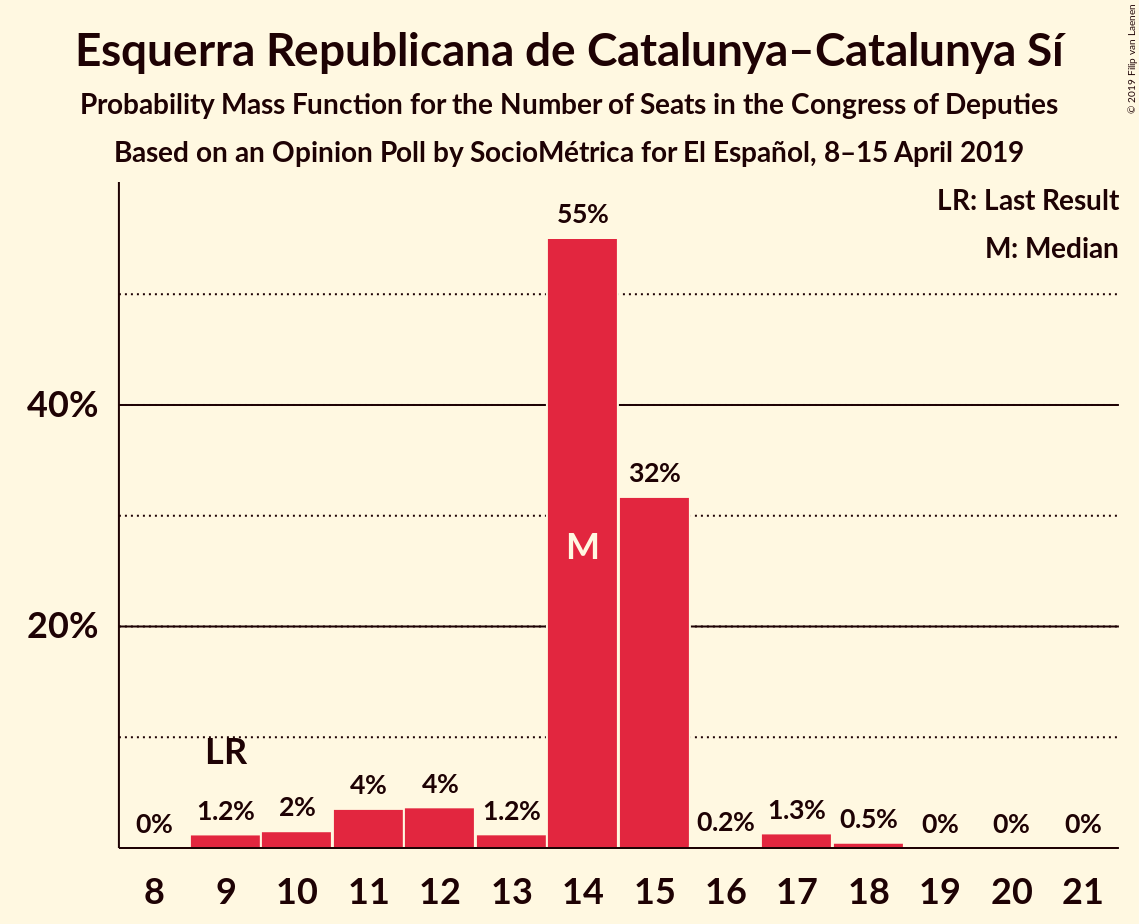 Esquerra Republicana de Catalunya–Catalunya Sí
Probability Mass Function for the Number of Seats in the Congress of Deputies
Based on an Opinion Poll by SocioMétrica for El Español, 8–15 April 2019
© 2019 Filip van Laenen
LR: Last Result
M: Median
55%
40%
32%
M
20%
LR
0% 1.2% 2% 4% 4% 1.2% 0.2% 1.3% 0.5% 0% 0% 0%
8 9 10 11 12 13 14 15 16 17 18 19 20 21